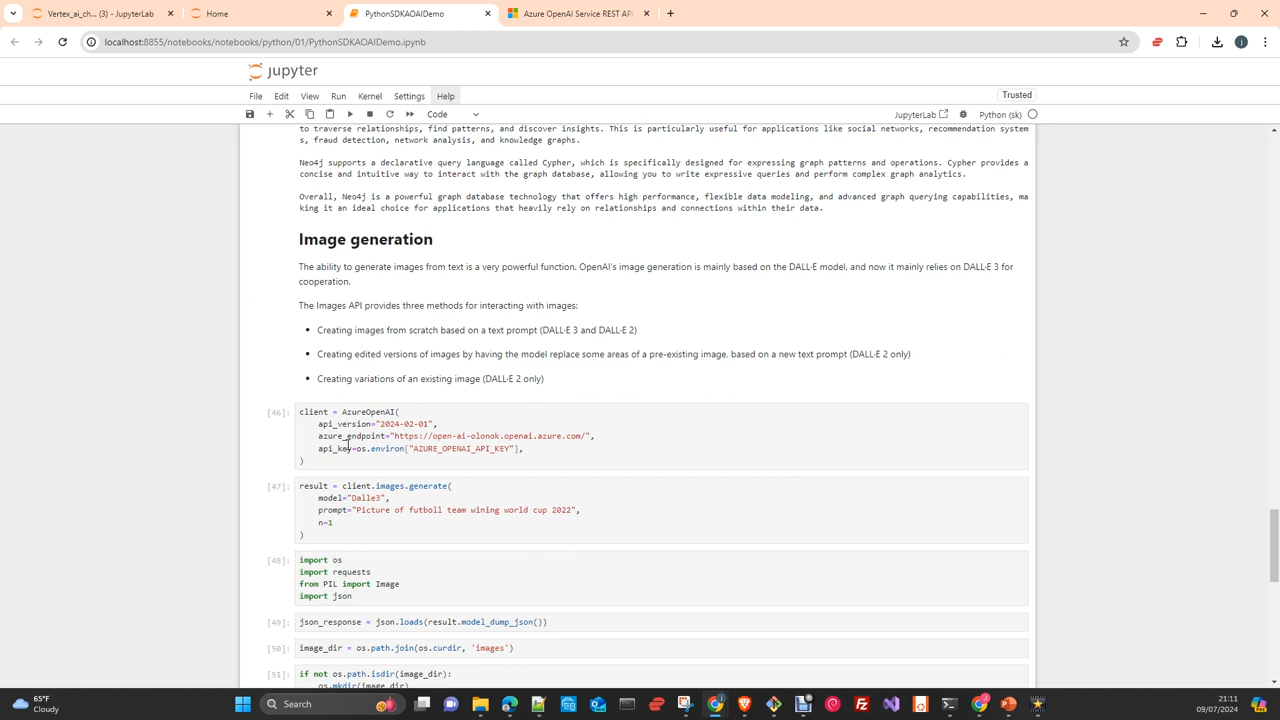 Vertex_ai_ch... (3) - JupyterLab
Home
PythonSDKAOAIDemo
Azure OpenAI Service REST API
localhost:8855/notebooks/notebooks/python/01/PythonSDKAOAIDemo.ipynb
jupyter
File Edit View Run Kernel Settings Help
Trusted
Code
JupyterLab
Python (sk)
to traverse relationships, find patterns, and discover insights. This is particularly useful for applications like social networks, recommendation system
s, fraud detection, network analysis, and knowledge graphs.
Neo4j supports a declarative query language called Cypher, which is specifically designed for expressing graph patterns and operations. Cypher provides a
concise and intuitive way to interact with the graph database, allowing you to write expressive queries and perform complex graph analytics.
Overall, Neo4j is a powerful graph database technology that offers high performance, flexible data modeling, and advanced graph querying capabilities, ma
king it an ideal choice for applications that heavily rely on relationships and connections within their data.
Image generation
The ability to generate images from text is a very powerful function. OpenAI's image generation is mainly based on the DALL·E model, and now it mainly relies on DALL·E 3 for
cooperation.
The Images API provides three methods for interacting with images:
• Creating images from scratch based on a text prompt (DALL·E 3 and DALL·E 2)
• Creating edited versions of images by having the model replace some areas of a pre-existing image, based on a new text prompt (DALL·E 2 only)
• Creating variations of an existing image (DALL·E 2 only)
[46]: client = AzureOpenAI(
api_version="2024-02-01",
azure_endpoint="https://open-ai-olonok.openai.azure.com/",
api_key=os.environ["AZURE_OPENAI_API_KEY"],
)
[47]: result = client.images.generate(
model="Dalle3",
prompt="Picture of futboll team wining world cup 2022",
n=1
)
[48]: import os
import requests
from PIL import Image
import json
[49]: json_response = json.loads(result.model_dump_json())
[50]: image_dir = os.path.join(os.curdir, 'images')
[51]: if not os.path.isdir(image_dir):
os.mkdir(image_dir)
65°F
Cloudy
Search
21:11
09/07/2024